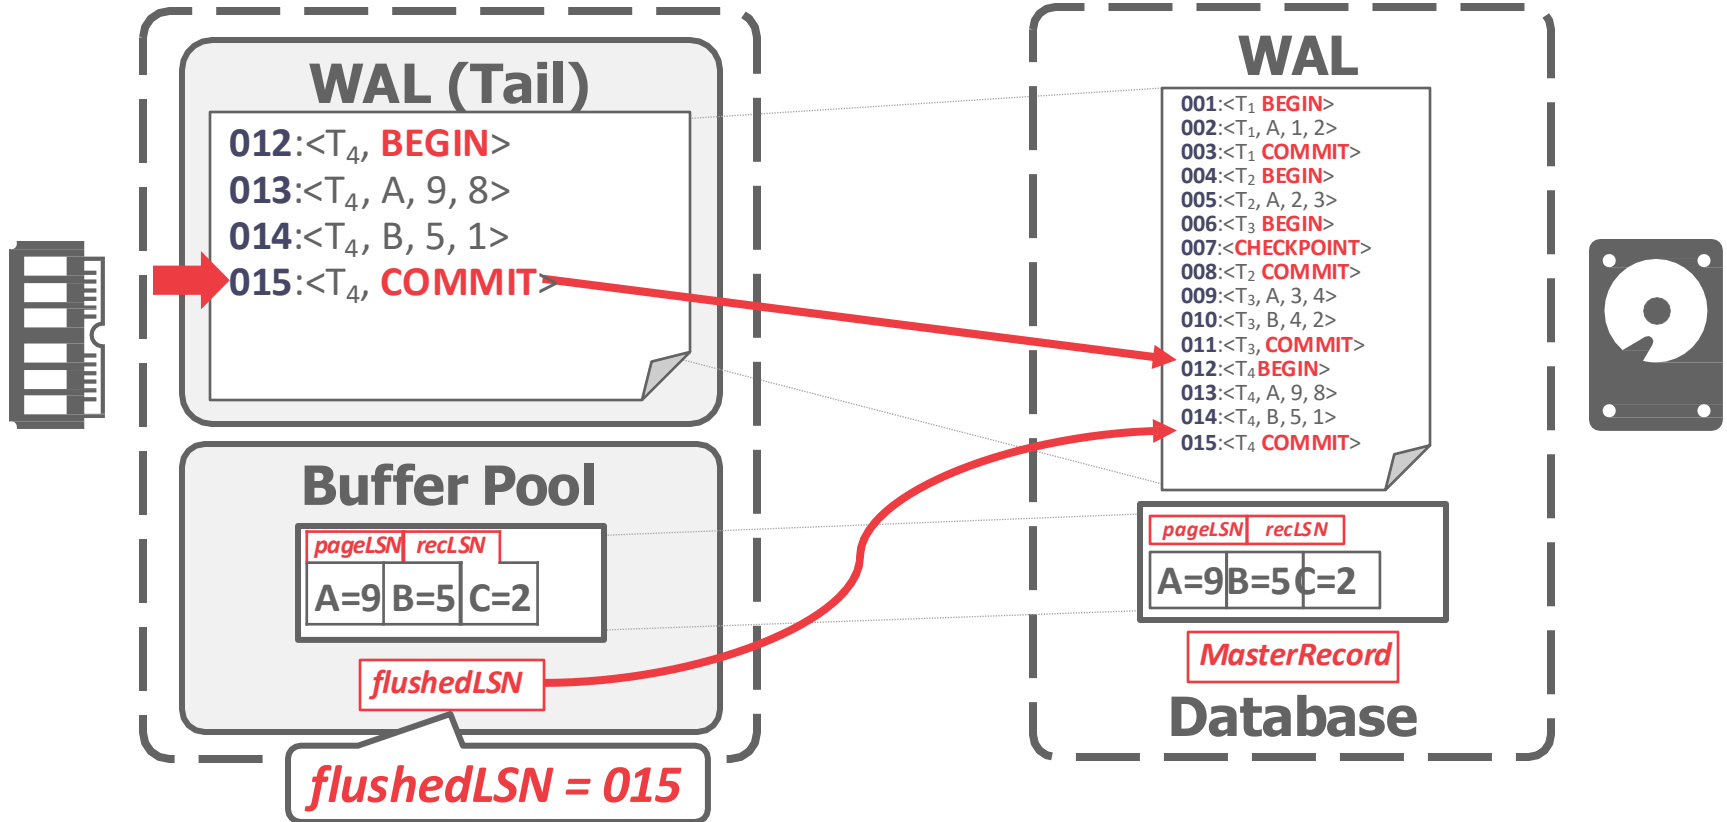 WAL (Tail)
012:<T4, BEGIN>
013:<T4, A, 9, 8>
014:<T4, B, 5, 1>
015:<T4, COMMIT>
Buffer Pool
pageLSN recLSN
A=9 B=5 C=2
flushedLSN
flushedLSN = 015
WAL
001:<T1 BEGIN>
002:<T1, A, 1, 2>
003:<T1 COMMIT>
004:<T2 BEGIN>
005:<T2, A, 2, 3>
006:<T3 BEGIN>
007:<CHECKPOINT>
008:<T2 COMMIT>
009:<T3, A, 3, 4>
010:<T3, B, 4, 2>
011:<T3, COMMIT>
012:<T4 BEGIN>
013:<T4, A, 9, 8>
014:<T4, B, 5, 1>
015:<T4 COMMIT>
pageLSN recLSN
A=9 B=5 C=2
MasterRecord
Database